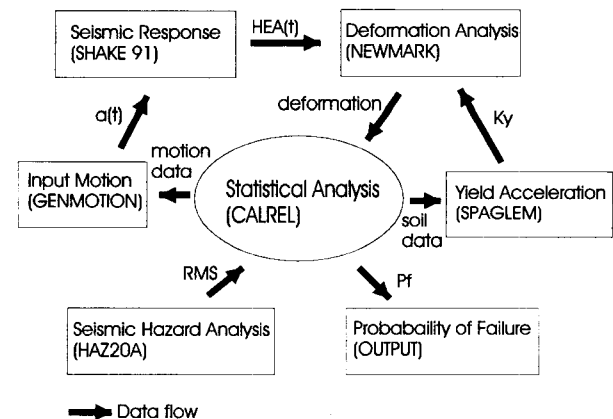 Seismic Response
(SHAKE 91)
HEA(t)
Deformation Analysis
(NEWMARK)
a(t)
deformation
Ky
motion
data
Input Motion
(GENMOTION)
Statistical Analysis
(CALREL)
soil
data
Yield Acceleration
(SPAGLEM)
RMS
Pf
Seismic Hazard Analysis
(HAZ20A)
Probabaility of Failure
(OUTPUT)
Data flow